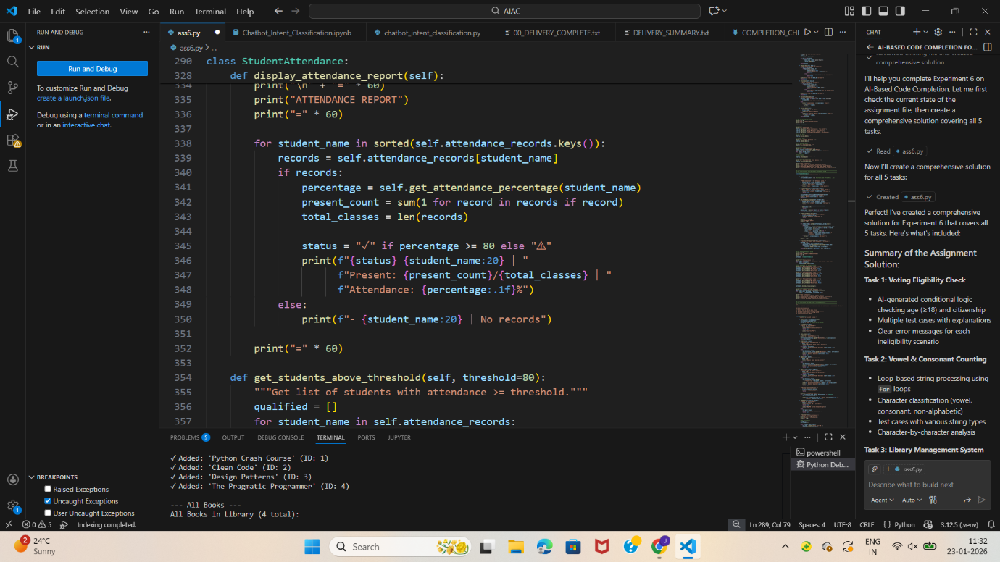 File Edit Selection View Go Run Terminal Help
AIAC
RUN AND DEBUG
RUN
Run and Debug
To customize Run and Debug
create a launch.json file.
Debug using a terminal command
or in an interactive chat.
BREAKPOINTS
Raised Exceptions
Uncaught Exceptions
User Uncaught Exceptions
ass6.py
Chatbot_Intent_Classification.ipynb
chatbot_intent_classification.py
00_DELIVERY_COMPLETE.txt
DELIVERY_SUMMARY.txt
COMPLETION_CHE
ass6.py > ...
290 class StudentAttendance:
328 def display_attendance_report(self):
334 print("\n" + "=" * 60)
335 print("ATTENDANCE REPORT")
336 print("=" * 60)
337
338 for student_name in sorted(self.attendance_records.keys()):
339 records = self.attendance_records[student_name]
340 if records:
341 percentage = self.get_attendance_percentage(student_name)
342 present_count = sum(1 for record in records if record)
343 total_classes = len(records)
344
345 status = "✓" if percentage >= 80 else "⚠"
346 print(f"{status} {student_name:20} | "
347 f"Present: {present_count}/{total_classes} | "
348 f"Attendance: {percentage:.1f}%")
349 else:
350 print(f"- {student_name:20} | No records")
351
352 print("=" * 60)
353
354 def get_students_above_threshold(self, threshold=80):
355 """Get list of students with attendance >= threshold."""
356 qualified = []
357 for student_name in self.attendance_records:
PROBLEMS 5 OUTPUT DEBUG CONSOLE TERMINAL PORTS JUPYTER
✓ Added: 'Python Crash Course' (ID: 1)
✓ Added: 'Clean Code' (ID: 2)
✓ Added: 'Design Patterns' (ID: 3)
✓ Added: 'The Pragmatic Programmer' (ID: 4)
--- All Books ---
All Books in Library (4 total):
powershell
Python Deb...
CHAT
AI-BASED CODE COMPLETION FO...
Reviewed existing file and created
comprehensive solution
I'll help you complete Experiment 6 on
AI-Based Code Completion. Let me first
check the current state of the
assignment file, then create a
comprehensive solution covering all 5
tasks.
Read ass6.py
Now I'll create a comprehensive solution
for all 5 tasks:
Created ass6.py
Perfect! I've created a comprehensive
solution for Experiment 6 that covers all
5 tasks. Here's what's included:
Summary of the Assignment
Solution:
Task 1: Voting Eligibility Check
• AI-generated conditional logic
checking age (≥18) and citizenship
• Multiple test cases with explanations
• Clear error messages for each
ineligibility scenario
Task 2: Vowel & Consonant Counting
• Loop-based string processing using
for loops
• Character classification (vowel,
consonant, non-alphabetic)
• Test cases with various string types
• Character-by-character analysis
Task 3: Library Management System
+ ass6.py
Describe what to build next
Agent Auto
0 5 Indexing completed.
Ln 289, Col 79 Spaces: 4 UTF-8 CRLF { } Python 3.12.5 (.venv)
2 24°C
Sunny
Search
ENG
IN
11:32
23-01-2026